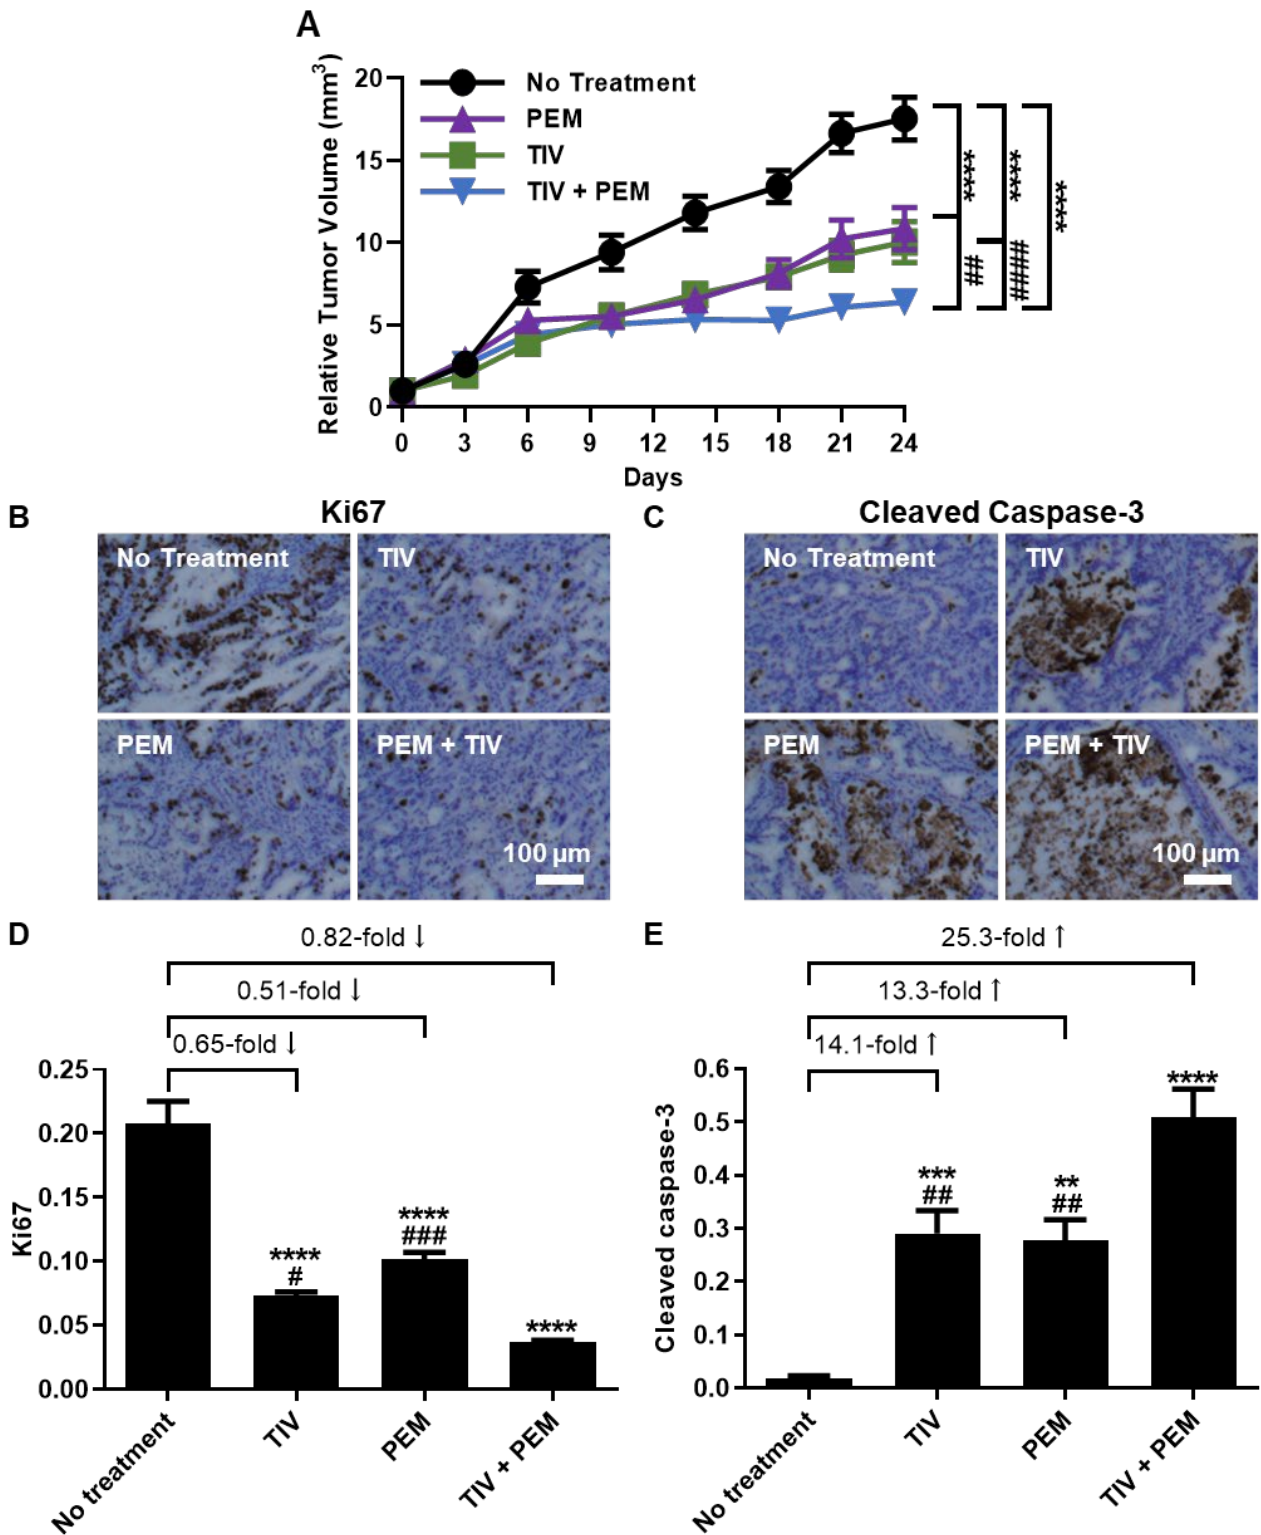 A
Relative Tumor Volume (mm³)
20
15
10
5
0
No Treatment
PEM
TIV
TIV + PEM
0 3 6 9 12 15 18 21 24
Days
****
##
****
####
****
B
Ki67
No Treatment
TIV
PEM
PEM + TIV
100 µm
C
Cleaved Caspase-3
No Treatment
TIV
PEM
PEM + TIV
100 µm
D
0.82-fold ↓
0.51-fold ↓
0.65-fold ↓
Ki67
0.25
0.20
0.15
0.10
0.05
0.00
****
#
****
###
****
No treatment
TIV
PEM
TIV + PEM
E
25.3-fold ↑
13.3-fold ↑
14.1-fold ↑
Cleaved caspase-3
0.6
0.5
0.4
0.3
0.2
0.1
0.0
***
##
**
##
****
No treatment
TIV
PEM
TIV + PEM